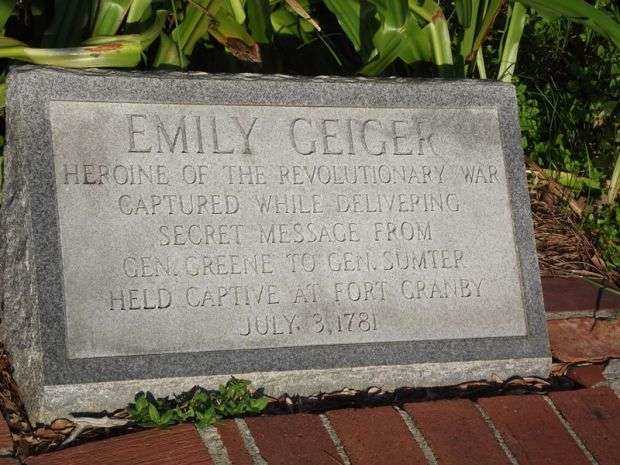 EMILY GEIGER
HEROINE OF THE REVOLUTIONARY WAR
CAPTURED WHILE DELIVERING
SECRET MESSAGE FROM
GEN. GREENE TO GEN. SUMTER
HELD CAPTIVE AT FORT GRANBY
JULY 3, 1781